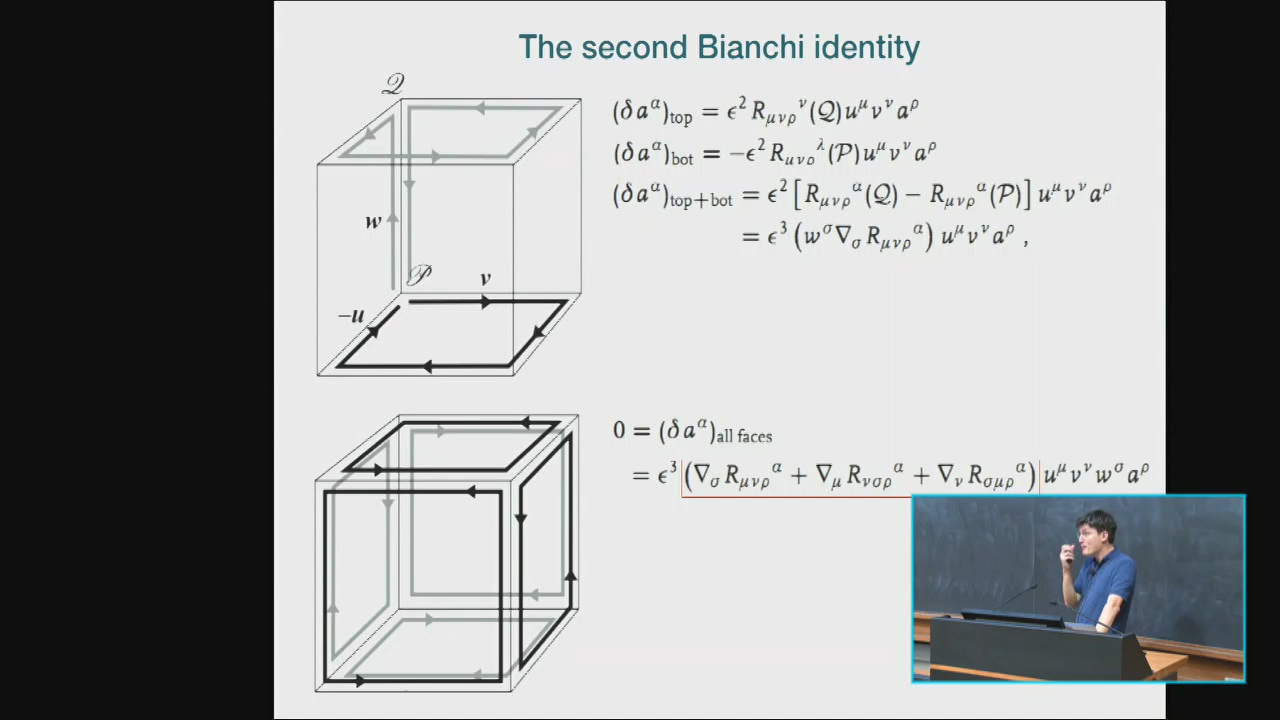 The second Bianchi identity
𝒬
(δa^α)_top = ϵ² R_μνρ^ν(𝒬)u^μ v^ν a^ρ
(δa^α)_bot = −ϵ² R_μνρ^λ(𝒫)u^μ v^ν a^ρ
(δa^α)_top+bot = ϵ² [R_μνρ^α(𝒬) − R_μνρ^α(𝒫)] u^μ v^ν a^ρ
w
= ϵ³ (w^σ ∇_σ R_μνρ^α) u^μ v^ν a^ρ ,
𝒫
v
−u
0 = (δa^α)_all faces
= ϵ³ (∇_σ R_μνρ^α + ∇_μ R_νσρ^α + ∇_ν R_σμρ^α) u^μ v^ν w^σ a^ρ